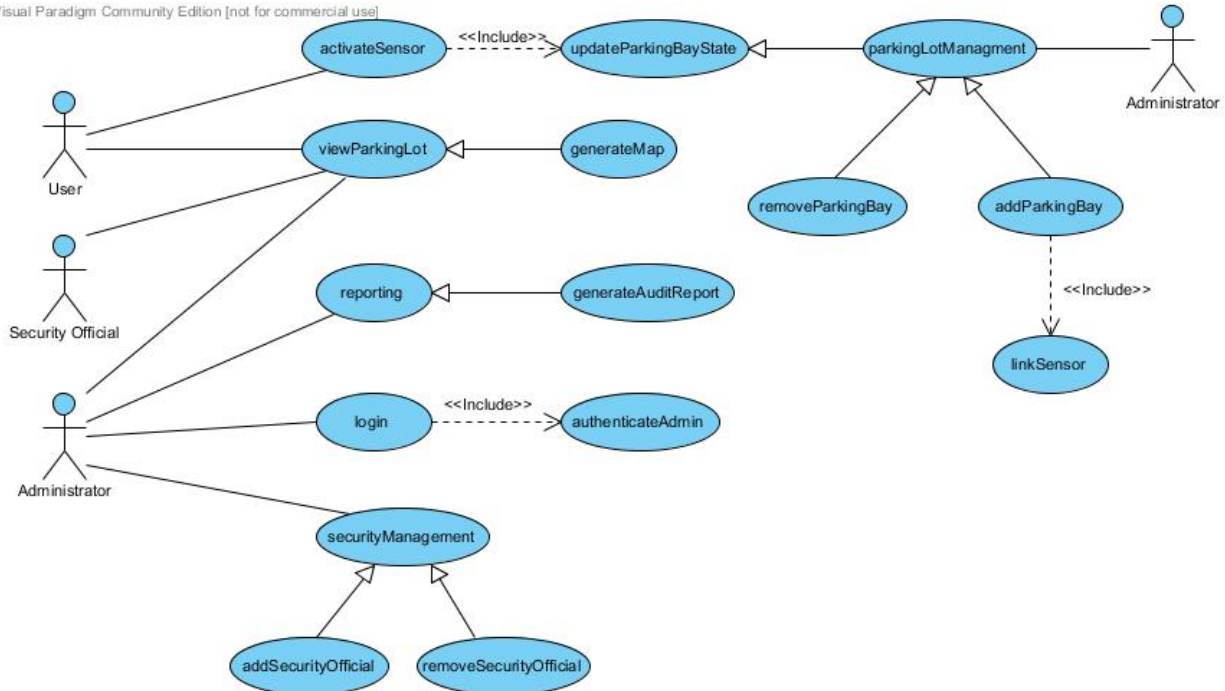 Visual Paradigm Community Edition [not for commercial use]
activateSensor
<<Include>>
updateParkingBayState
parkingLotManagment
Administrator
User
viewParkingLot
generateMap
removeParkingBay
addParkingBay
Security Official
reporting
generateAuditReport
<<Include>>
linkSensor
login
<<Include>>
authenticateAdmin
Administrator
securityManagement
addSecurityOfficial
removeSecurityOfficial